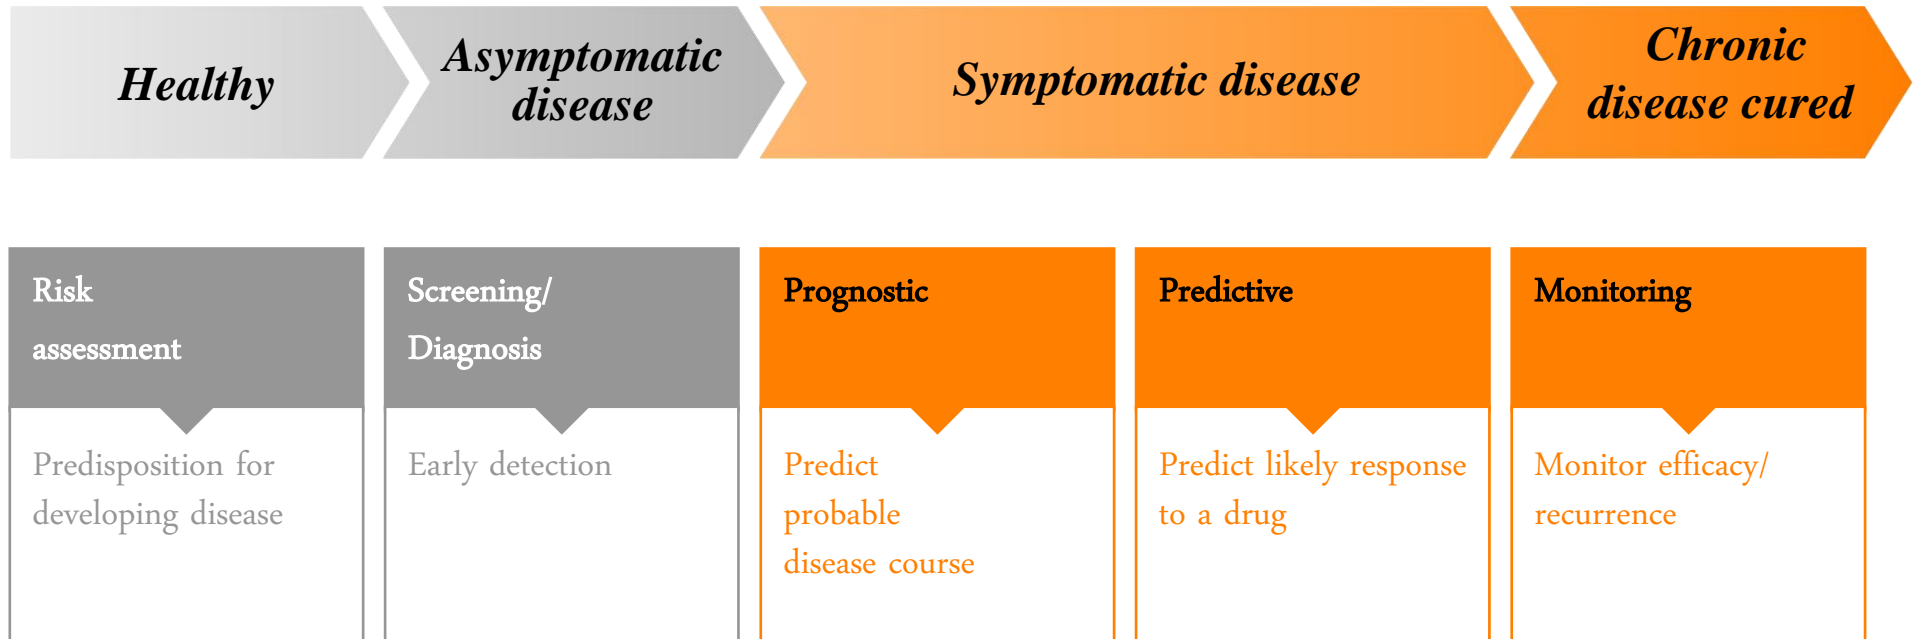 Healthy
Asymptomatic
disease
Symptomatic disease
Chronic
disease cured
Risk
assessment
Screening/
Diagnosis
Prognostic
Predictive
Monitoring
Predisposition for
developing disease
Early detection
Predict
probable
disease course
Predict likely response
to a drug
Monitor efficacy/
recurrence